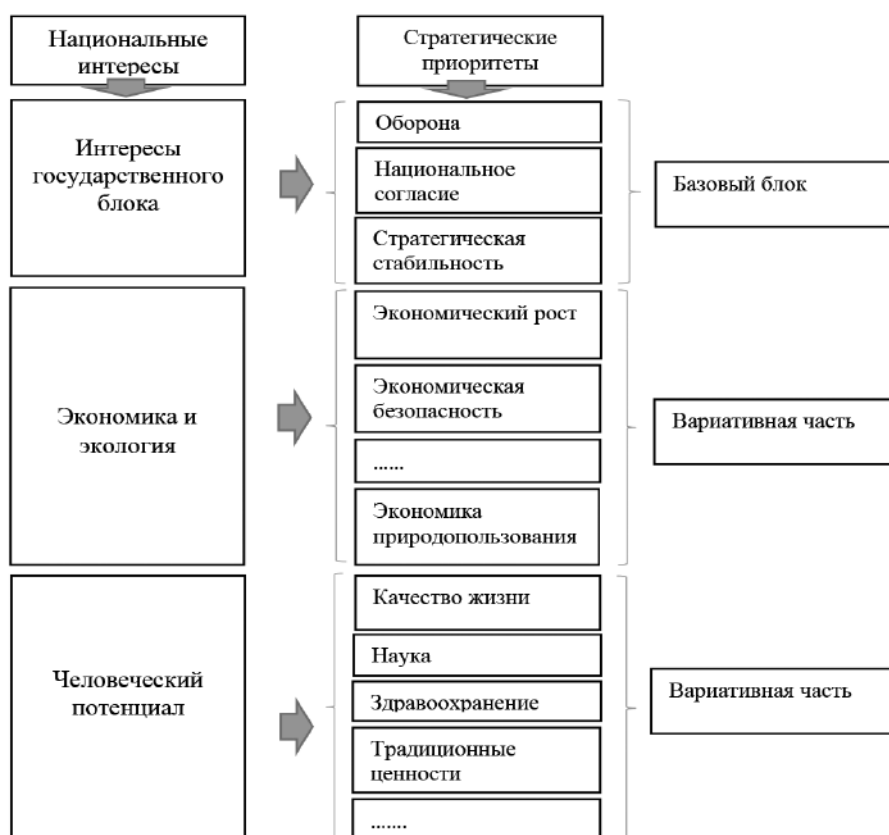 Национальные
интересы
Стратегические
приоритеты
Интересы
государственного
блока
Оборона
Национальное
согласие
Стратегическая
стабильность
Базовый блок
Экономика и
экология
Экономический рост
Экономическая
безопасность
......
Экономика
природопользования
Вариативная часть
Человеческий
потенциал
Качество жизни
Наука
Здравоохранение
Традиционные
ценности
.......
Вариативная часть